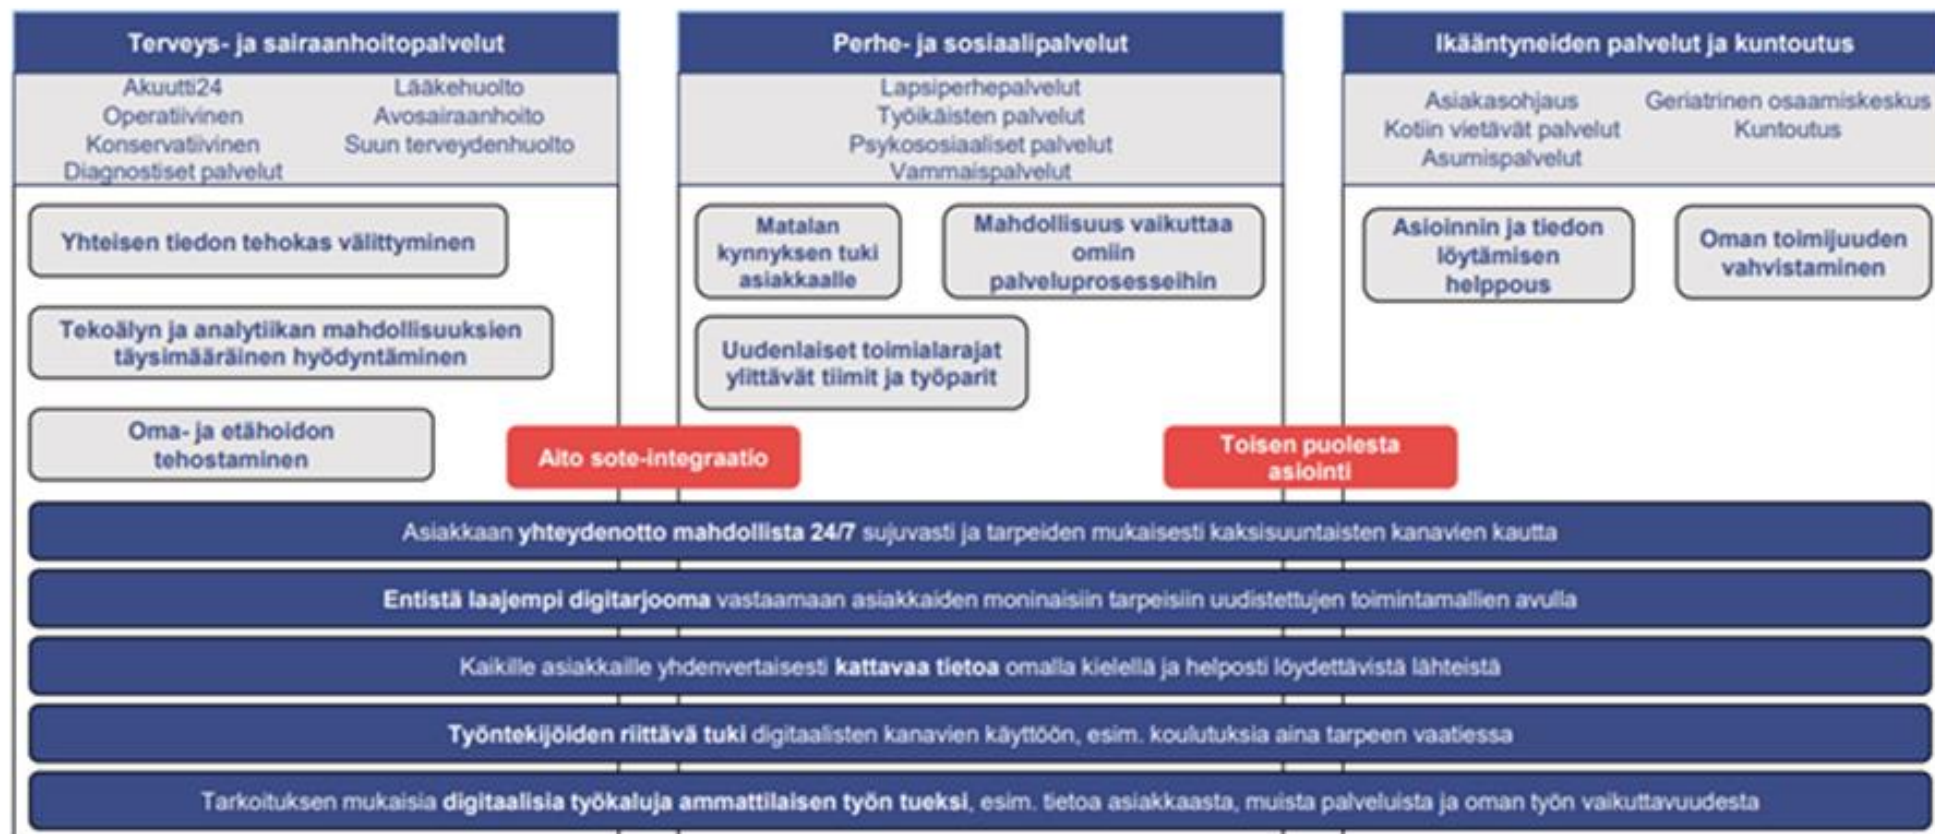 Terveys- ja sairaanhoitopalvelut
Akuutti24
Operatiivinen
Konservatiivinen
Diagnostiset palvelut
Lääkehuolto
Avosairaanhoito
Suun terveydenhuolto
Yhteisen tiedon tehokas välittyminen
Tekoälyn ja analytiikan mahdollisuuksien
täysimääräinen hyödyntäminen
Oma- ja etähoidon
tehostaminen
Perhe- ja sosiaalipalvelut
Lapsiperhepalvelut
Työikäisten palvelut
Psykososiaaliset palvelut
Vammaispalvelut
Matalan
kynnyksen tuki
asiakkaalle
Mahdollisuus vaikuttaa
omiin
palveluprosesseihin
Uudenlaiset toimialarajat
ylittävät tiimit ja työparit
Ikääntyneiden palvelut ja kuntoutus
Asiakasohjaus
Kotiin vietävät palvelut
Asumispalvelut
Geriatrinen osaamiskeskus
Kuntoutus
Asioinnin ja tiedon
löytämisen
helppous
Oman toimijuuden
vahvistaminen
Aito sote-integraatio
Toisen puolesta
asiointi
Asiakkaan yhteydenotto mahdollista 24/7 sujuvasti ja tarpeiden mukaisesti kaksisuuntaisten kanavien kautta
Entistä laajempi digitarjooma vastaamaan asiakkaiden moninaisiin tarpeisiin uudistettujen toimintamallien avulla
Kaikille asiakkaille yhdenvertaisesti kattavaa tietoa omalla kielellä ja helposti löydettävistä lähteistä
Työntekijöiden riittävä tuki digitaalisten kanavien käyttöön, esim. koulutuksia aina tarpeen vaatiessa
Tarkoituksen mukaisia digitaalisia työkaluja ammattilaisen työn tueksi, esim. tietoa asiakkaasta, muista palveluista ja oman työn vaikuttavuudesta